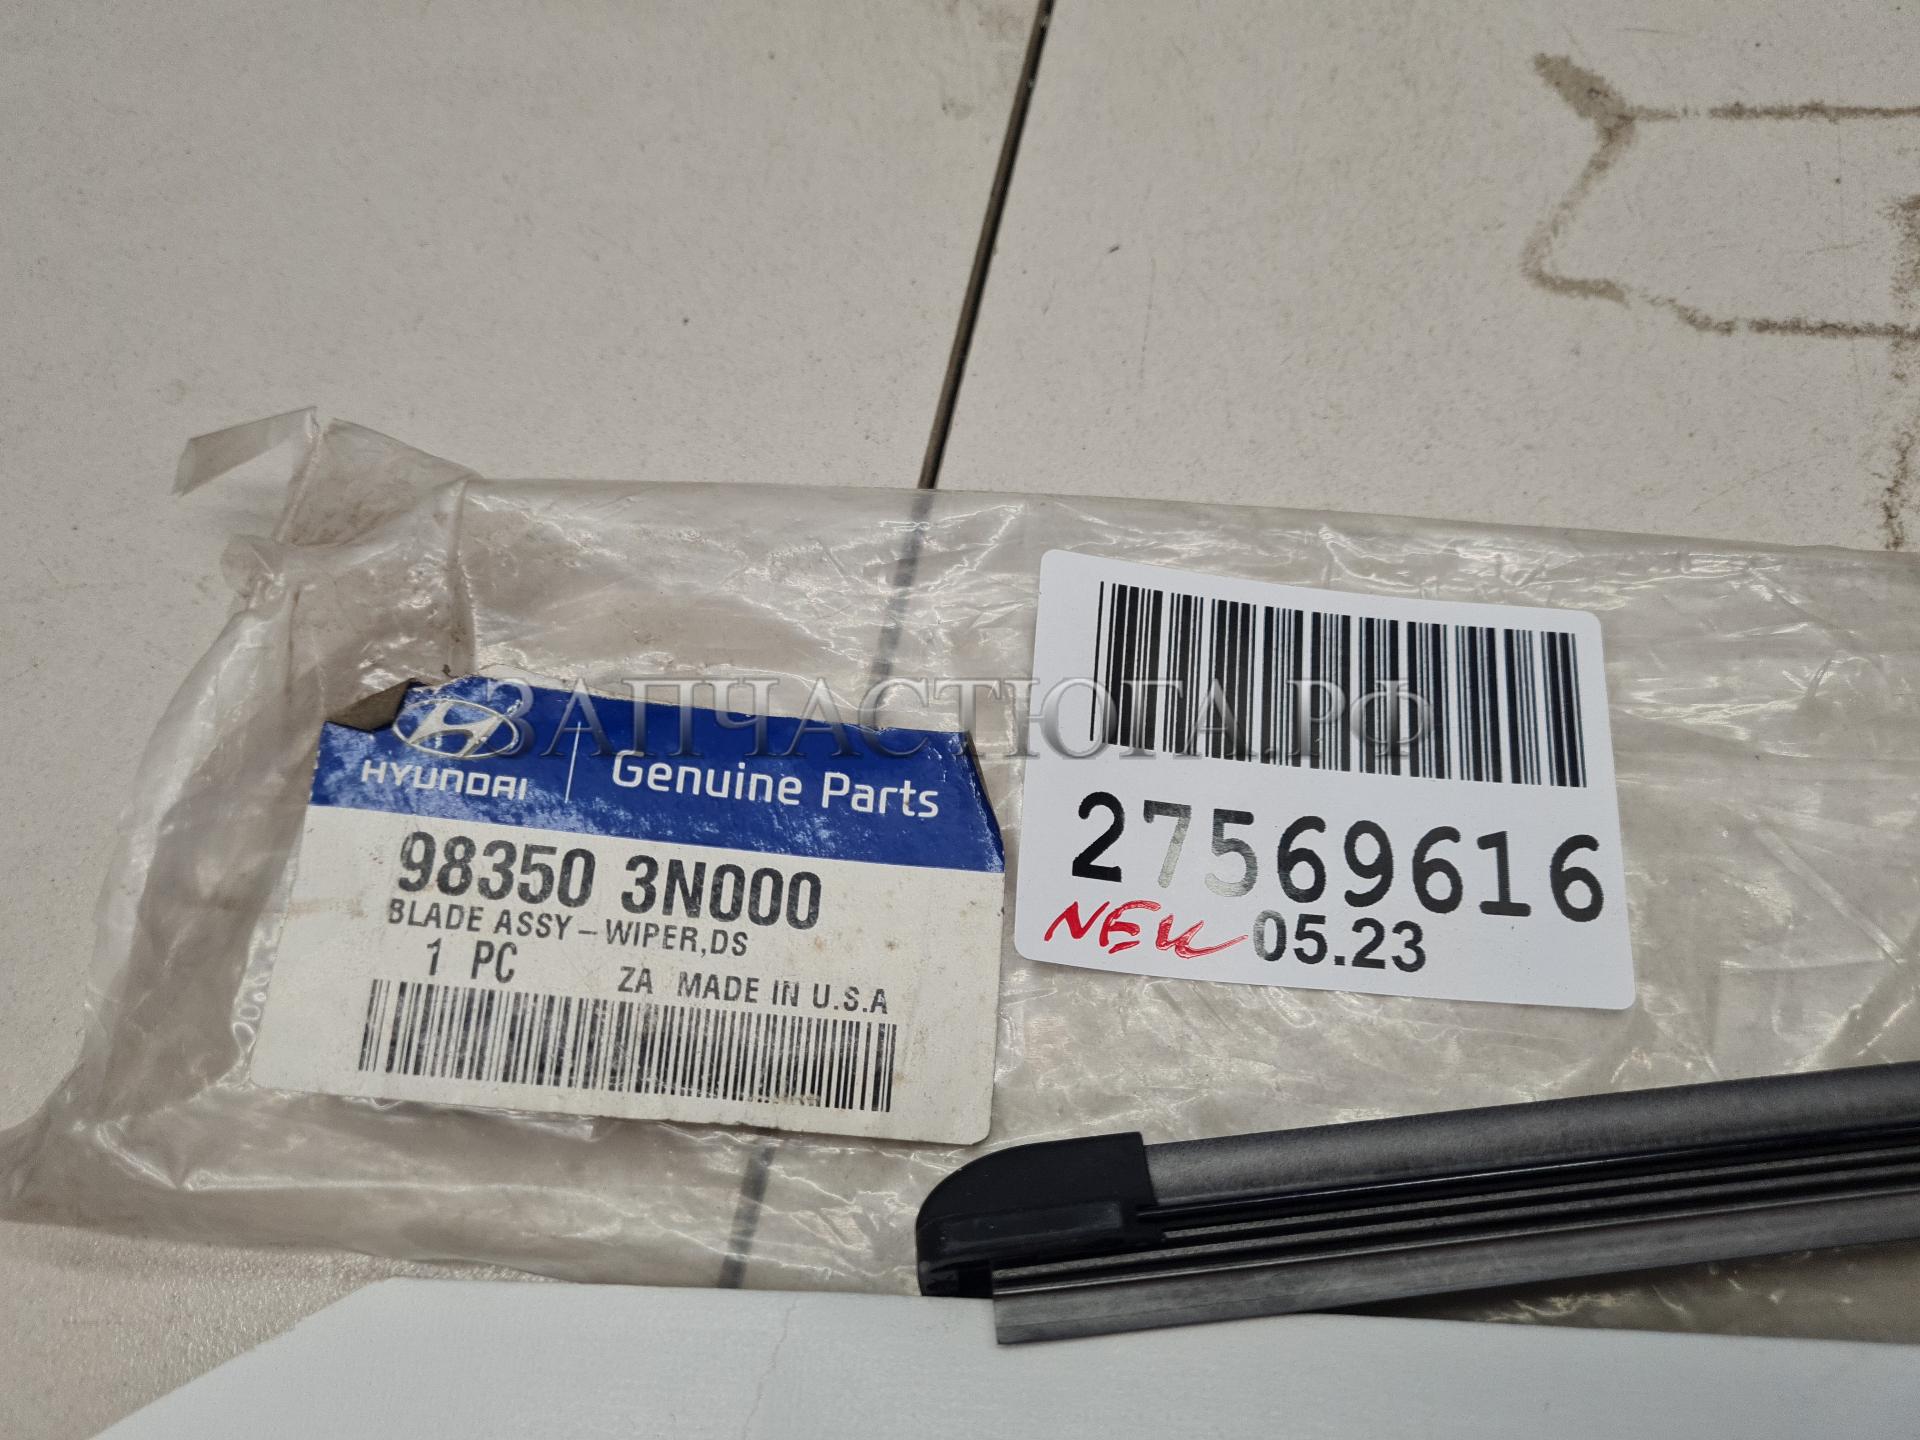 ЗАПЧАСТЮГА.РФ
HYUNDAI
Genuine Parts
98350 3N000
BLADE ASSY-WIPER,DS
1 PC
ZA MADE IN U.S.A
27569616
NEW 05.23